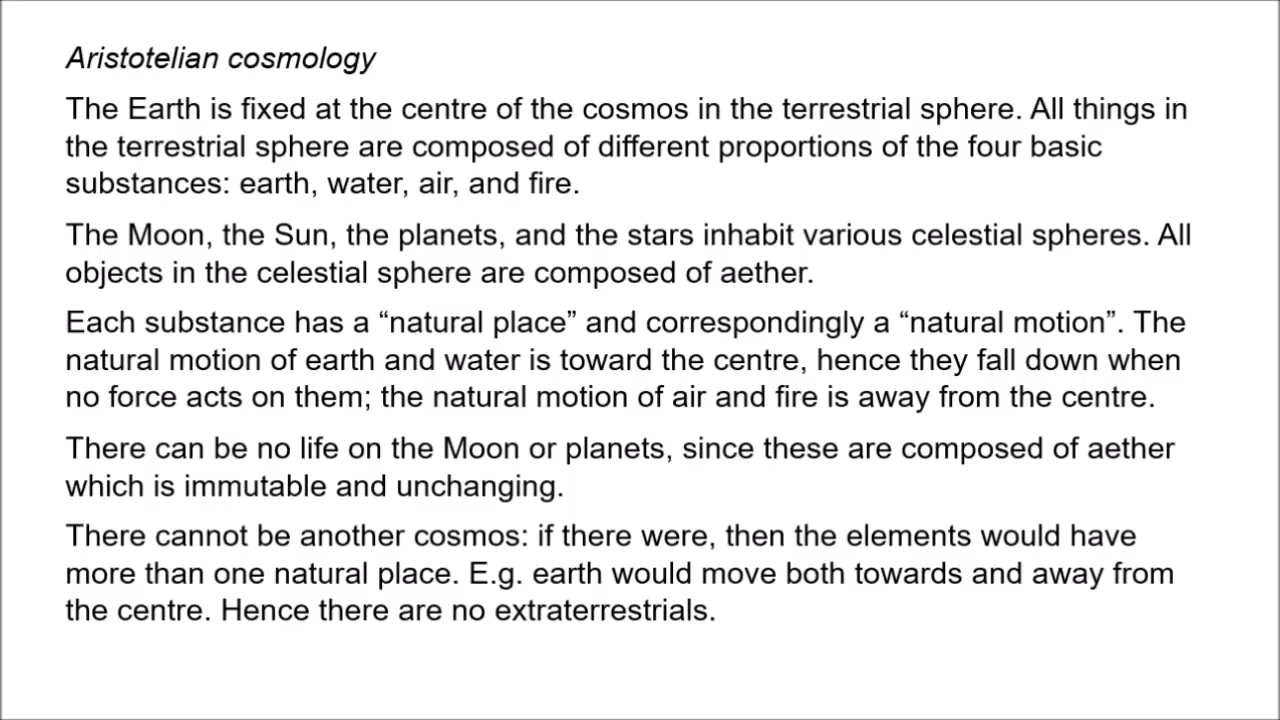 Aristotelian cosmology
The Earth is fixed at the centre of the cosmos in the terrestrial sphere. All things in
the terrestrial sphere are composed of different proportions of the four basic
substances: earth, water, air, and fire.
The Moon, the Sun, the planets, and the stars inhabit various celestial spheres. All
objects in the celestial sphere are composed of aether.
Each substance has a “natural place” and correspondingly a “natural motion”. The
natural motion of earth and water is toward the centre, hence they fall down when
no force acts on them; the natural motion of air and fire is away from the centre.
There can be no life on the Moon or planets, since these are composed of aether
which is immutable and unchanging.
There cannot be another cosmos: if there were, then the elements would have
more than one natural place. E.g. earth would move both towards and away from
the centre. Hence there are no extraterrestrials.